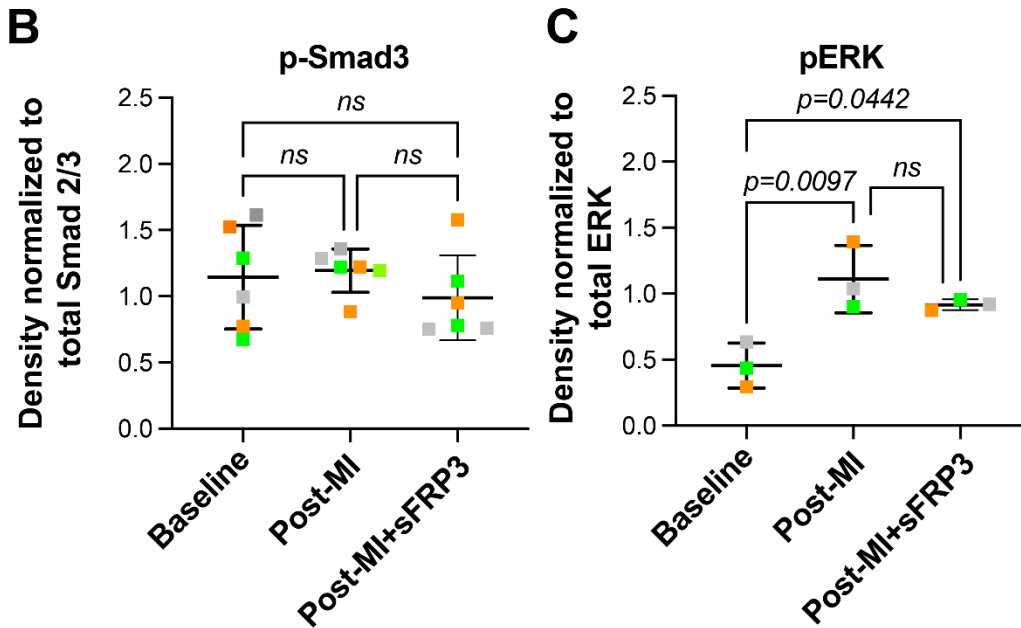 B
p-Smad3
Density normalized to
total Smad 2/3
2.5
2.0
1.5
1.0
0.5
0.0
ns
ns
ns
Baseline
Post-MI
Post-MI+sFRP3
C
pERK
Density normalized to
total ERK
2.5
2.0
1.5
1.0
0.5
0.0
p=0.0442
p=0.0097
ns
Baseline
Post-MI
Post-MI+sFRP3